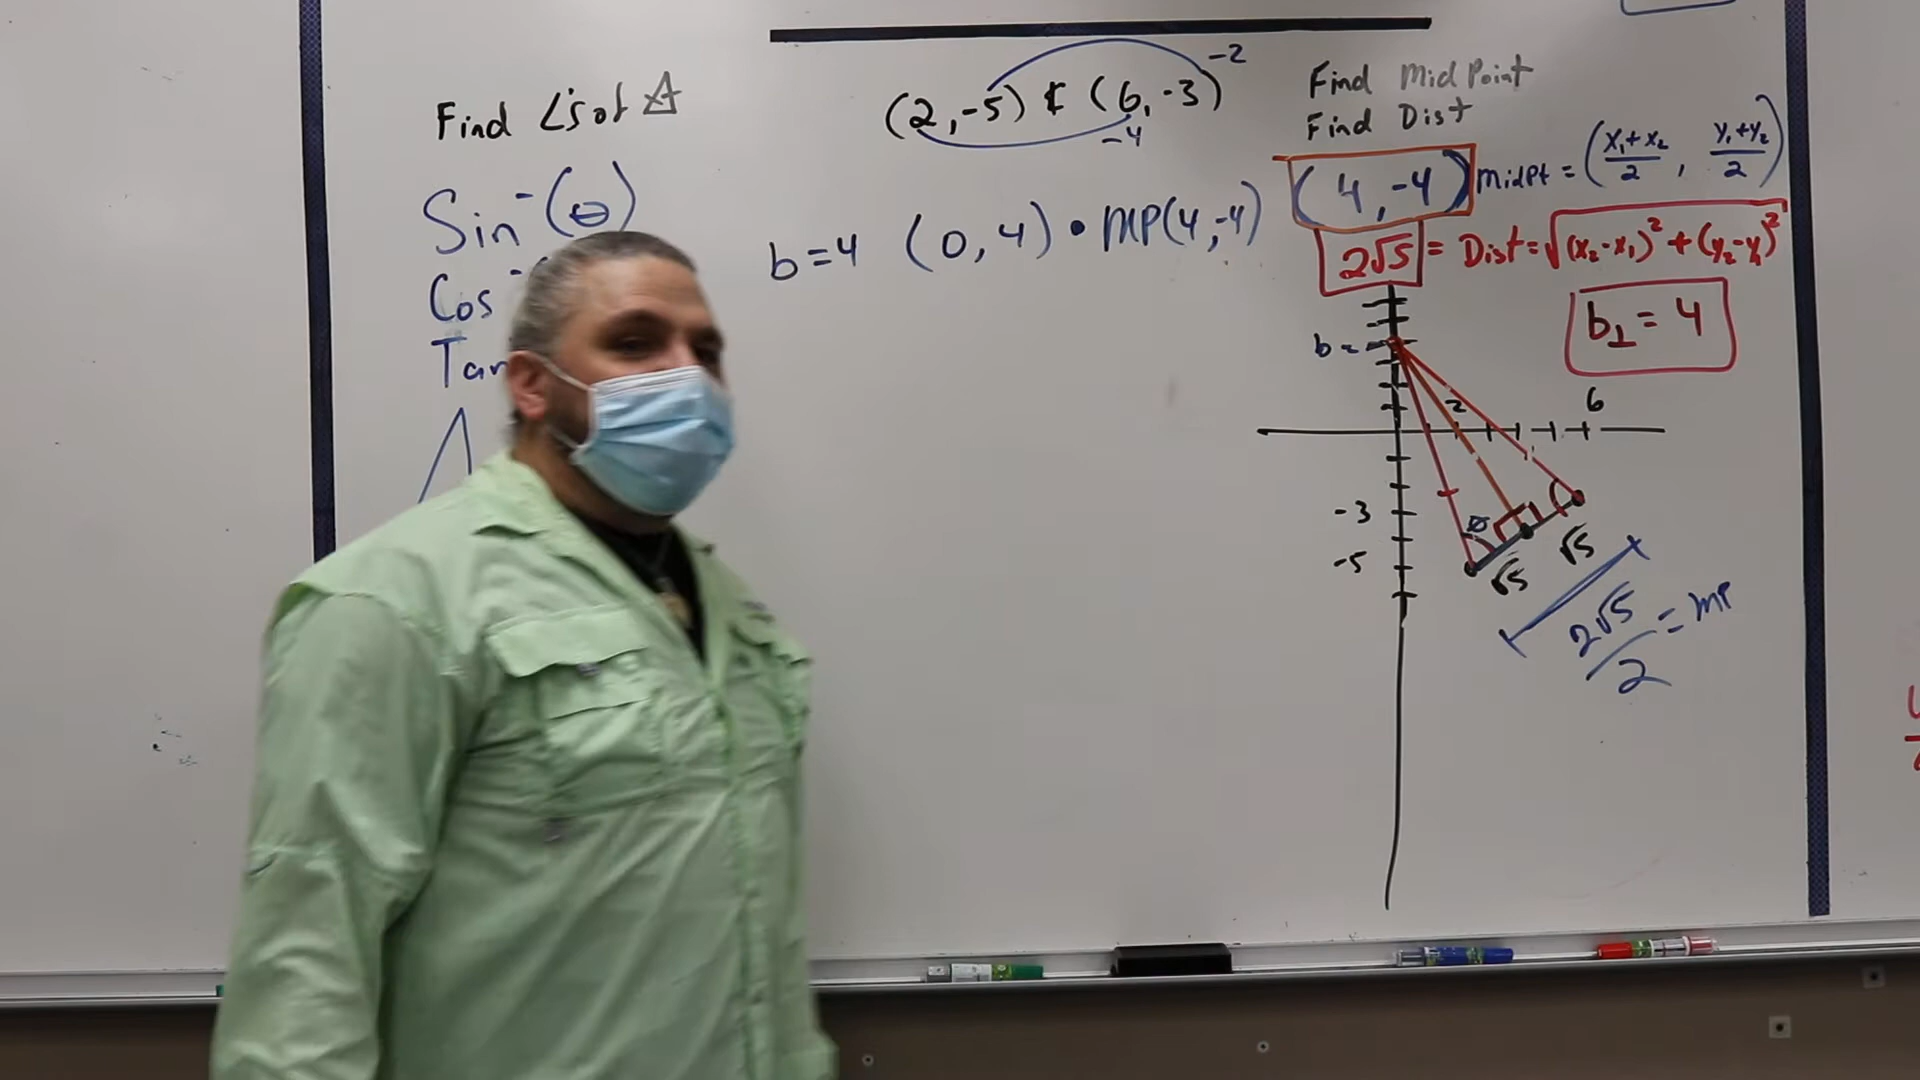 Find ∠'s of Δ
Sin⁻(θ)
Cos⁻
Tan
(2,-5) ¢ (6,-3)
-2
-4
b=4 (0,4) • MP(4,-4)
Find MidPoint
Find Dist
(4,-4) MidPt = (x₁+x₂/2, y₁+y₂/2)
2√5 = Dist=√(x₂-x₁)²+(y₂-y₁)²
b⊥ = 4
b=
2
6
-3
-5
θ
√5
√5
2√5/2 = MP